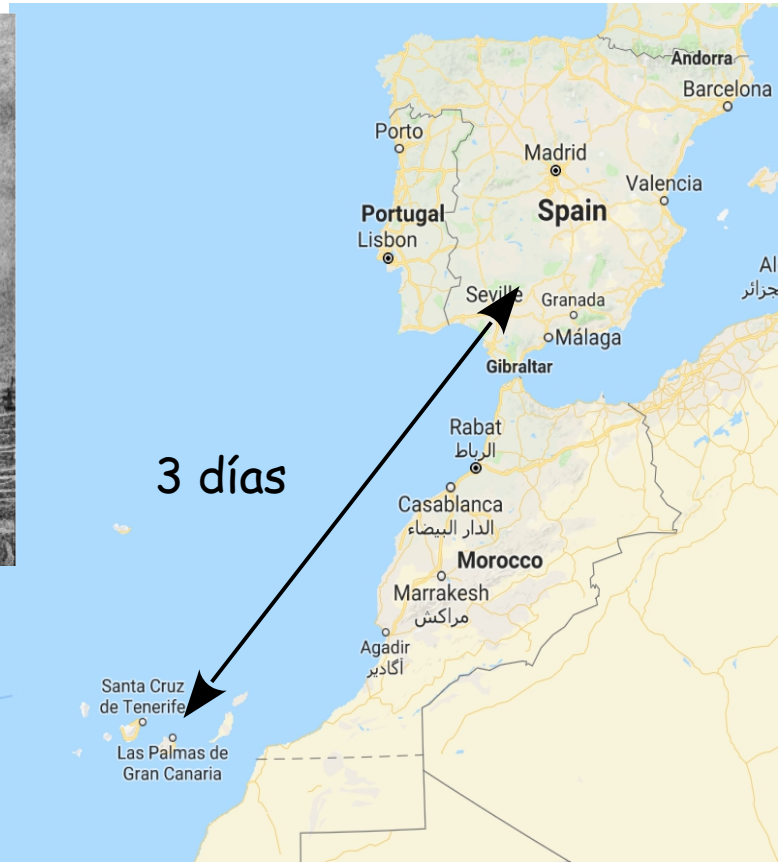 Andorra
Barcelona
Porto
Madrid
Valencia
Portugal
Spain
Lisbon
Al
الجزائر
Seville
Granada
Málaga
Gibraltar
Rabat
الرباط
3 días
Casablanca
الدار البيضاء
Morocco
Marrakesh
مراكش
Agadir
أكادير
Santa Cruz
de Tenerife
Las Palmas de
Gran Canaria